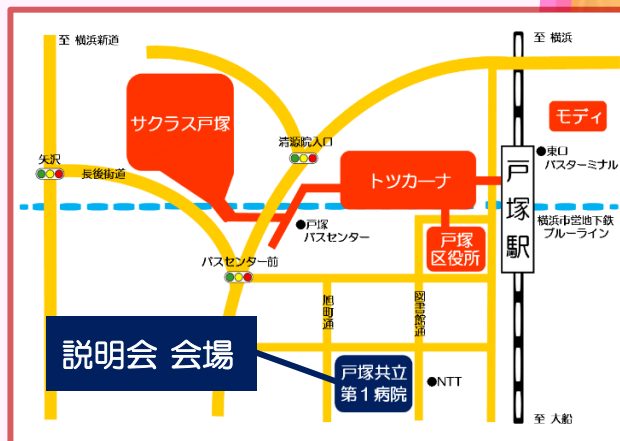 至 横浜新道
至 横浜
サクラス戸塚
モディ
清源院入口
矢沢
長後街道
トツカーナ
●東口
バスターミナル
戸塚駅
●戸塚
バスセンター
戸塚
区役所
横浜市営地下鉄
ブルーライン
バスセンター前
旭町通
図書館通
説明会 会場
戸塚共立
第1病院
●NTT
至 大船